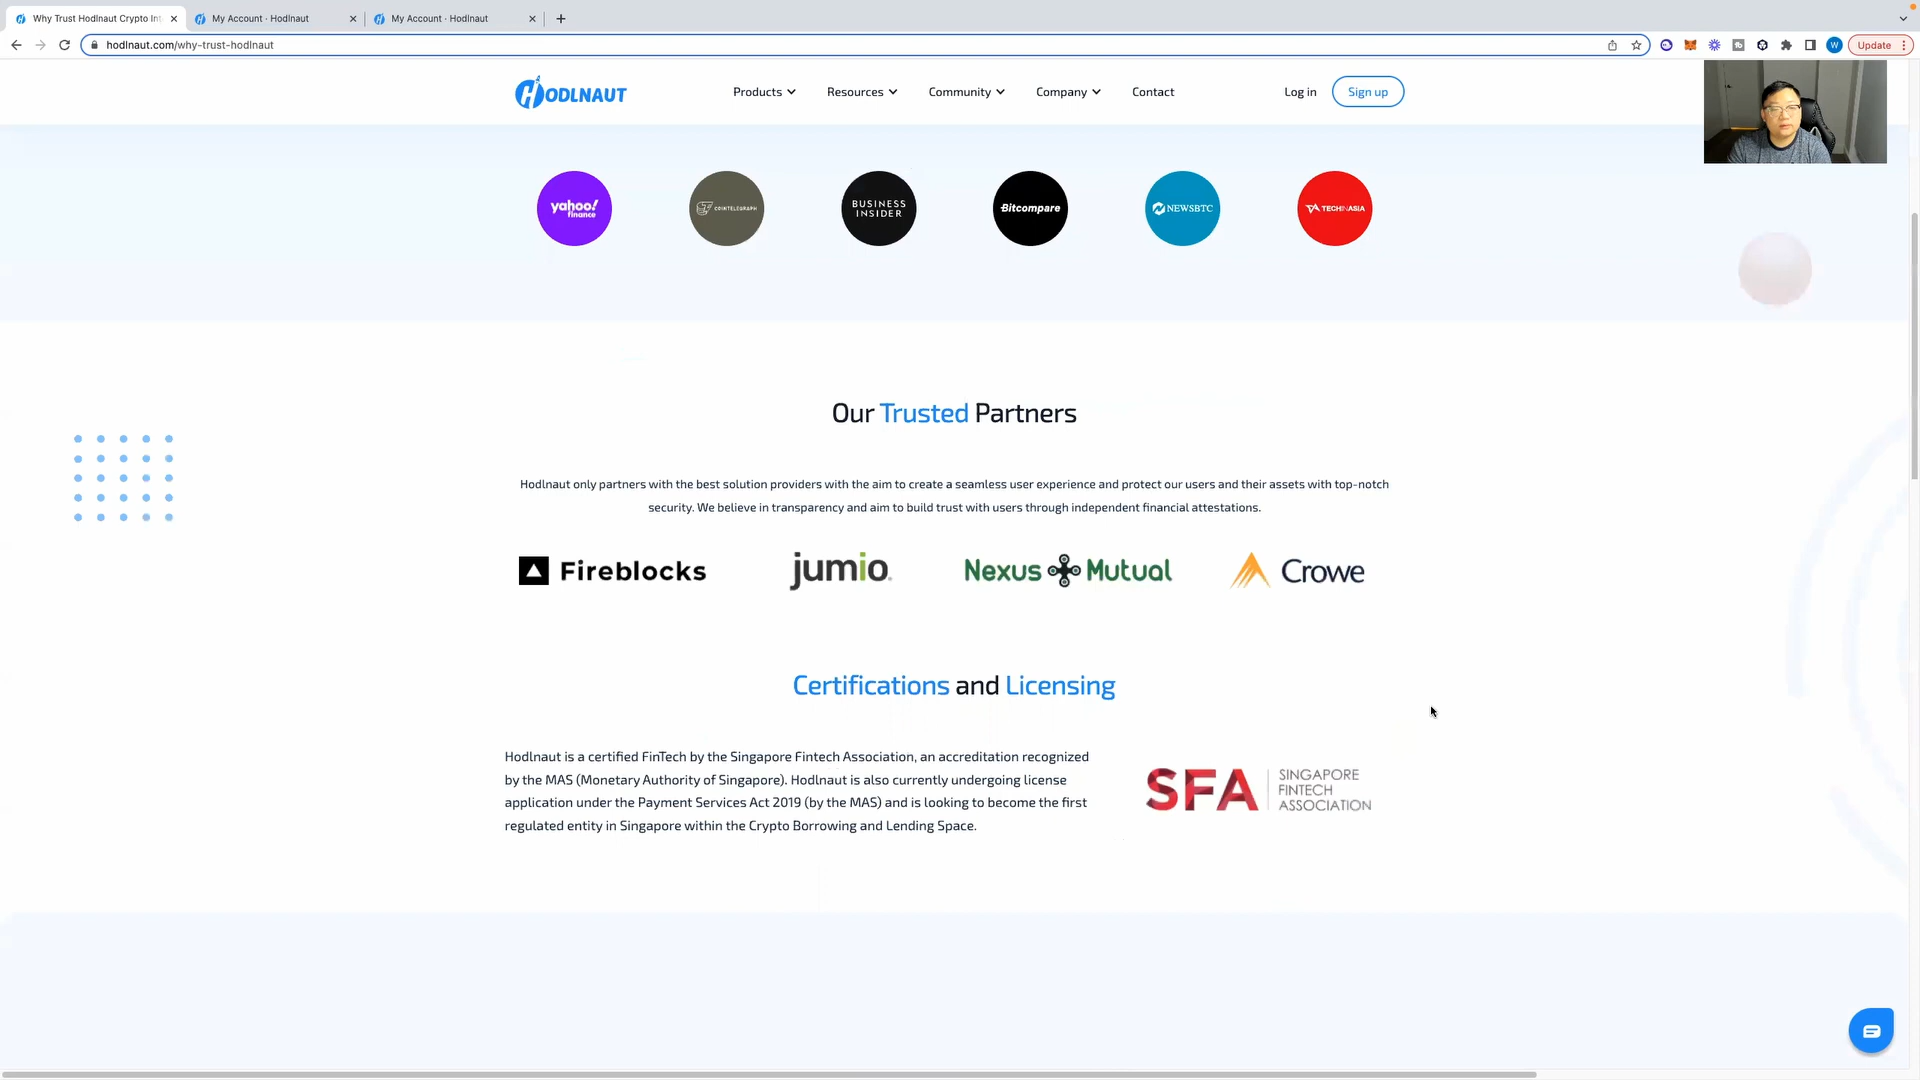 Why Trust Hodlnaut Crypto In
My Account · Hodlnaut
My Account · Hodlnaut
hodlnaut.com/why-trust-hodlnaut
W
Update
HODLNAUT
Products
Resources
Community
Company
Contact
Log in
Sign up
yahoo!
finance
COINTELEGRAPH
BUSINESS
INSIDER
Bitcompare
NEWSBTC
TECHINASIA
Our Trusted Partners
Hodlnaut only partners with the best solution providers with the aim to create a seamless user experience and protect our users and their assets with top-notch
security. We believe in transparency and aim to build trust with users through independent financial attestations.
Fireblocks
jumio.
Nexus Mutual
Crowe
Certifications and Licensing
Hodlnaut is a certified FinTech by the Singapore Fintech Association, an accreditation recognized
by the MAS (Monetary Authority of Singapore). Hodlnaut is also currently undergoing license
application under the Payment Services Act 2019 (by the MAS) and is looking to become the first
regulated entity in Singapore within the Crypto Borrowing and Lending Space.
SFA
SINGAPORE
FINTECH
ASSOCIATION